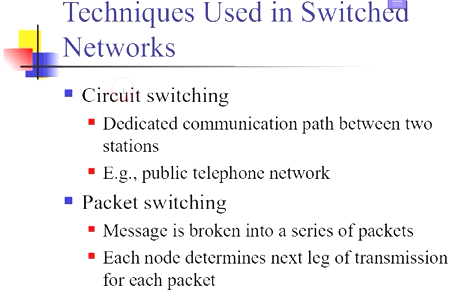 Techniques Used in Switched
Networks
Circuit switching
Dedicated communication path between two
stations
E.g., public telephone network
Packet switching
Message is broken into a series of packets
Each node determines next leg of transmission
for each packet